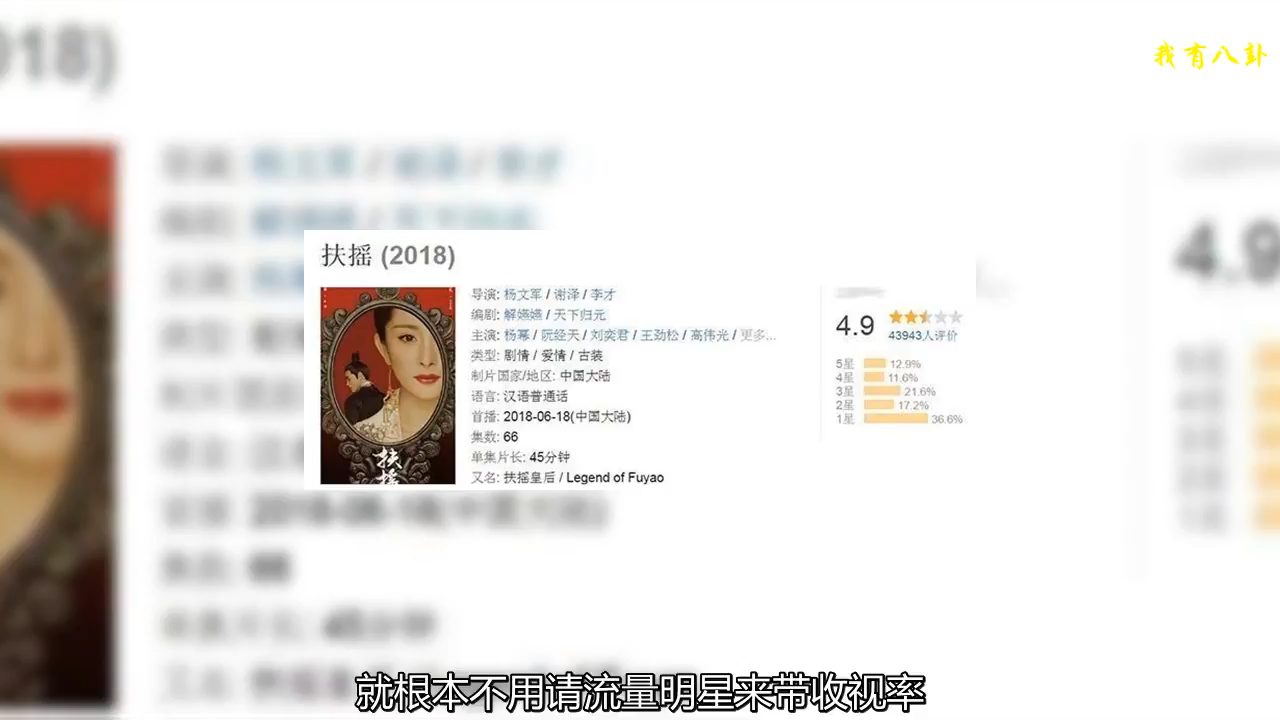 我有八卦
扶摇 (2018)
导演: 杨文军 / 谢泽 / 李才
编剧: 解嬿嬿 / 天下归元
主演: 杨幂 / 阮经天 / 刘奕君 / 王劲松 / 高伟光 / 更多...
类型: 剧情 / 爱情 / 古装
制片国家/地区: 中国大陆
语言: 汉语普通话
首播: 2018-06-18(中国大陆)
集数: 66
单集片长: 45分钟
又名: 扶摇皇后 / Legend of Fuyao
扶摇
4.9
43943人评价
5星 12.9%
4星 11.6%
3星 21.6%
2星 17.2%
1星 36.6%
就根本不用请流量明星来带收视率